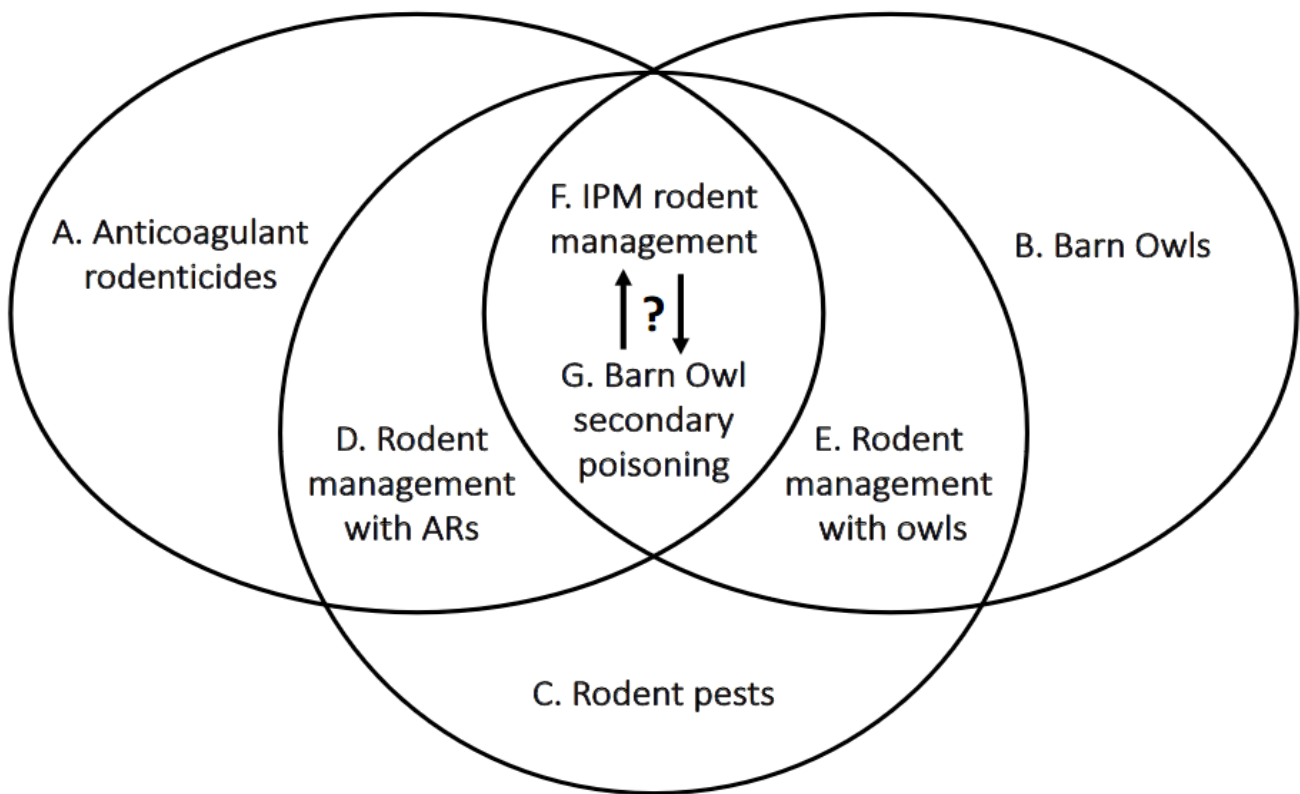 A. Anticoagulant
rodenticides
B. Barn Owls
F. IPM rodent
management
?
G. Barn Owl
secondary
poisoning
D. Rodent
management
with ARs
E. Rodent
management
with owls
C. Rodent pests